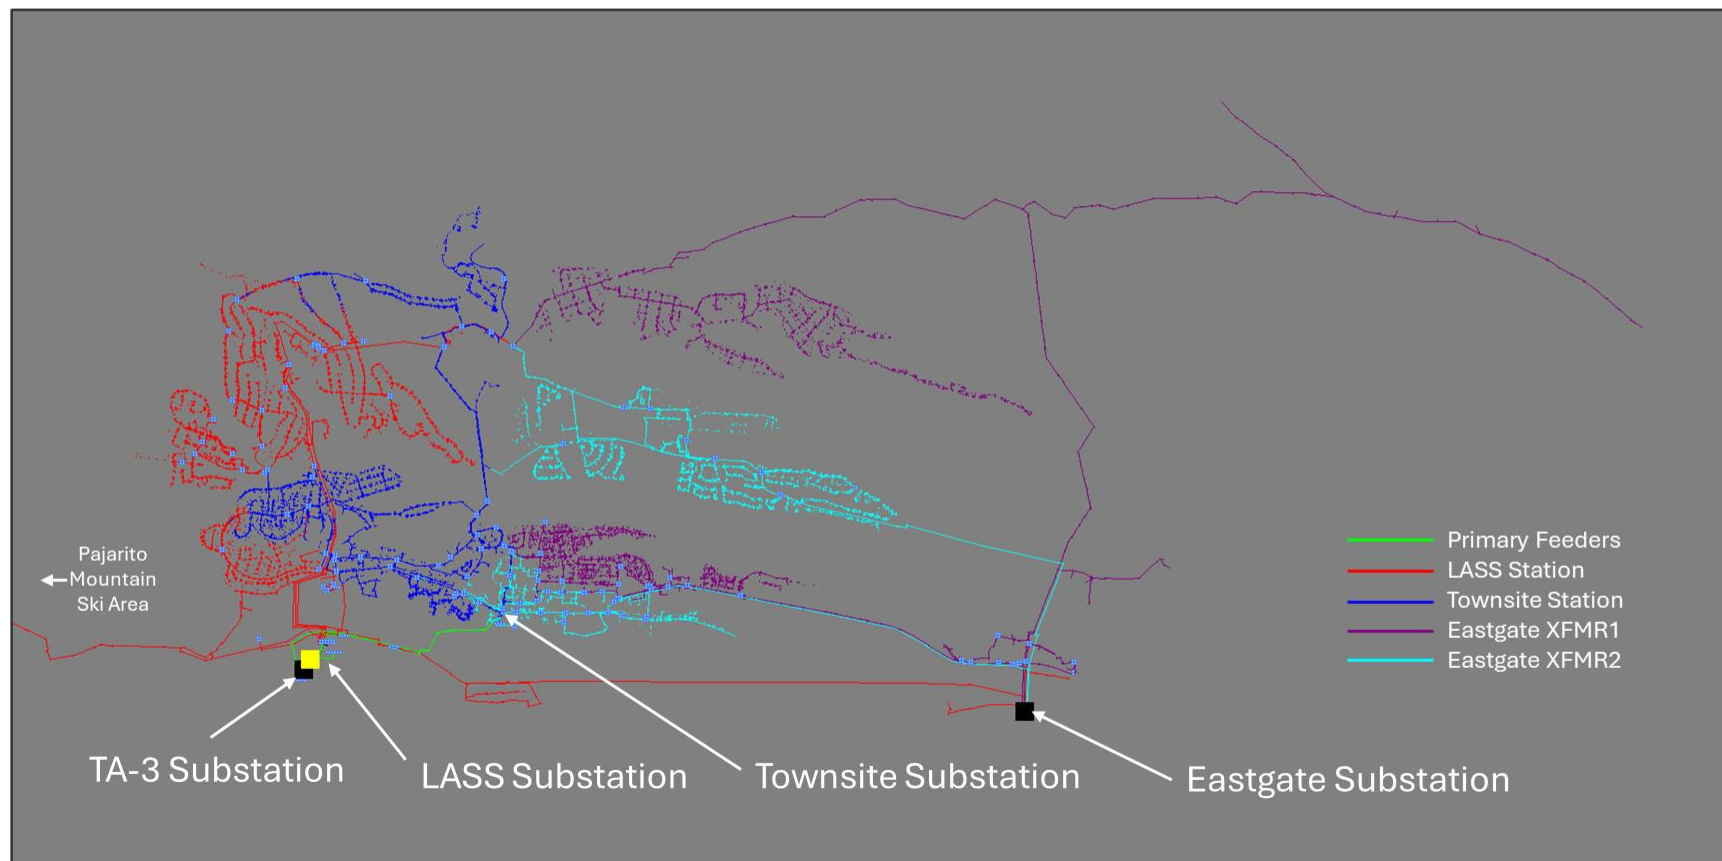 Pajarito
Mountain
Ski Area
Primary Feeders
LASS Station
Townsite Station
Eastgate XFMR1
Eastgate XFMR2
TA-3 Substation
LASS Substation
Townsite Substation
Eastgate Substation